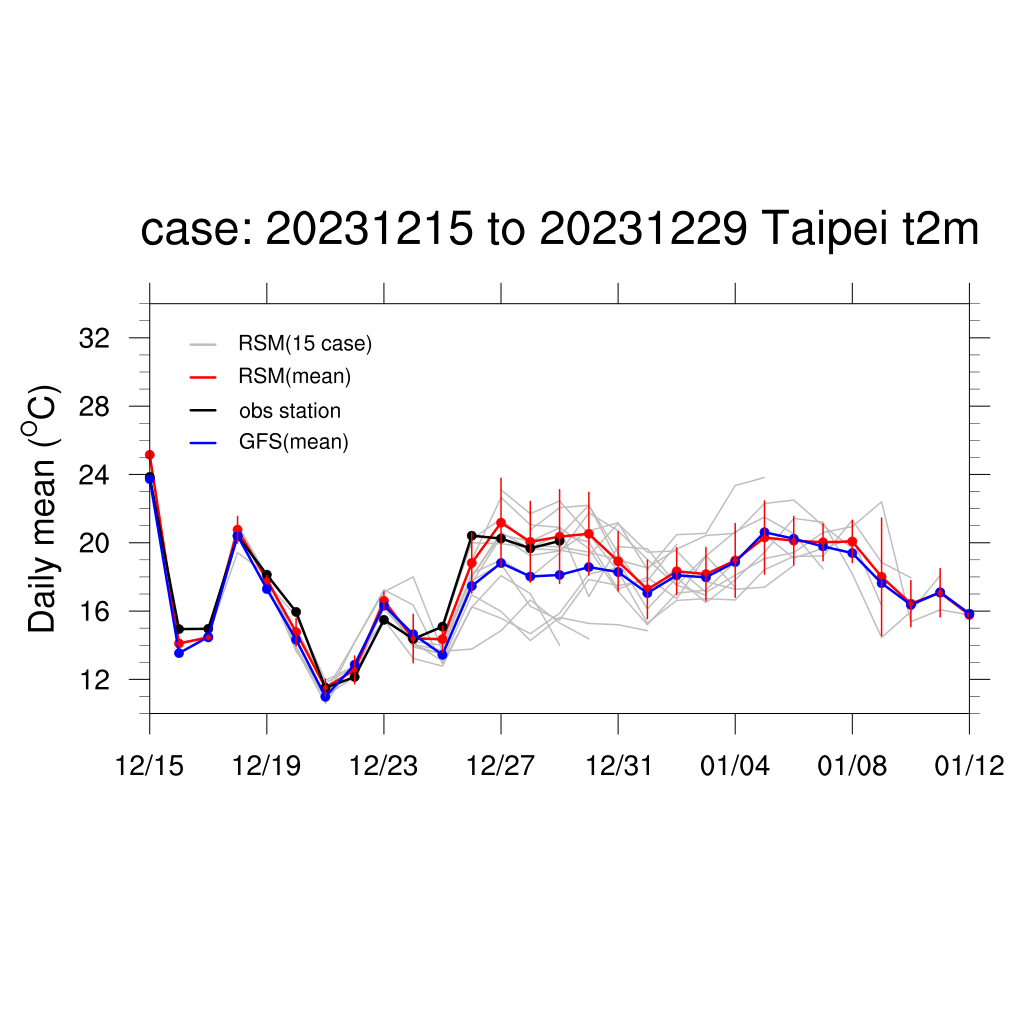 case: 20231215 to 20231229 Taipei t2m
Daily mean (°C)
32
28
24
20
16
12
RSM(15 case)
RSM(mean)
obs station
GFS(mean)
12/15 12/19 12/23 12/27 12/31 01/04 01/08 01/12